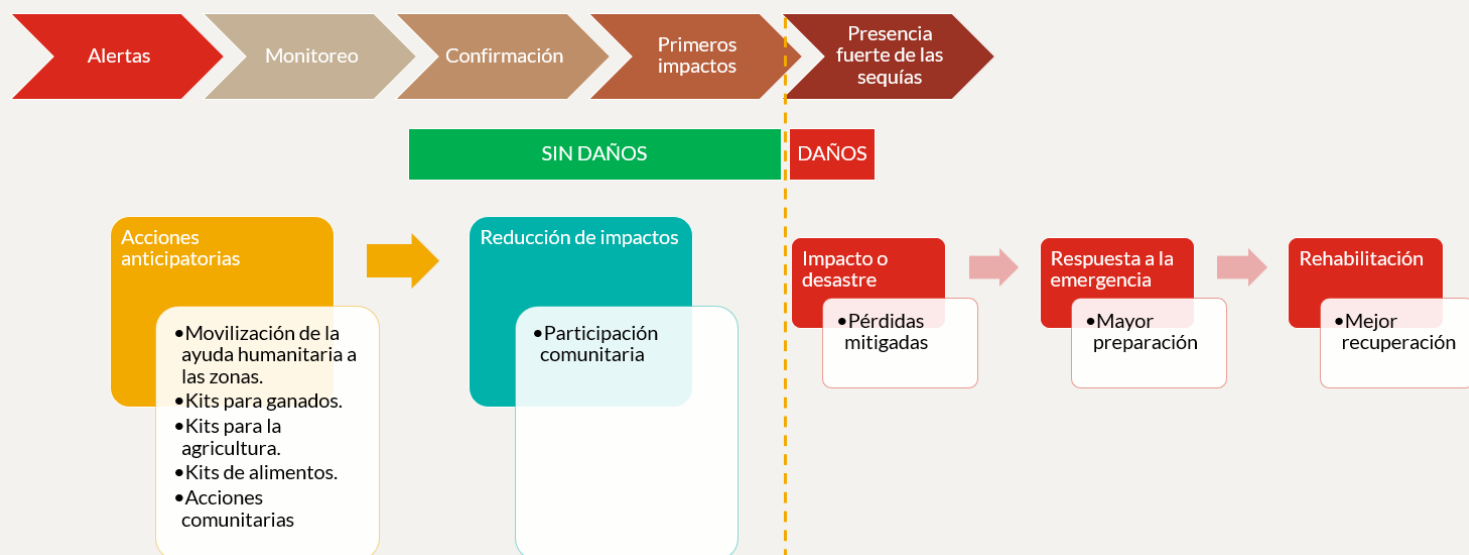 Alertas
Monitoreo
Confirmación
Primeros
impactos
Presencia
fuerte de las
sequías
SIN DAÑOS
DAÑOS
Acciones
anticipatorias
•Movilización de la
ayuda humanitaria a
las zonas.
•Kits para ganados.
•Kits para la
agricultura.
•Kits de alimentos.
•Acciones
comunitarias
Reducción de impactos
•Participación
comunitaria
Impacto o
desastre
•Pérdidas
mitigadas
Respuesta a la
emergencia
•Mayor
preparación
Rehabilitación
•Mejor
recuperación